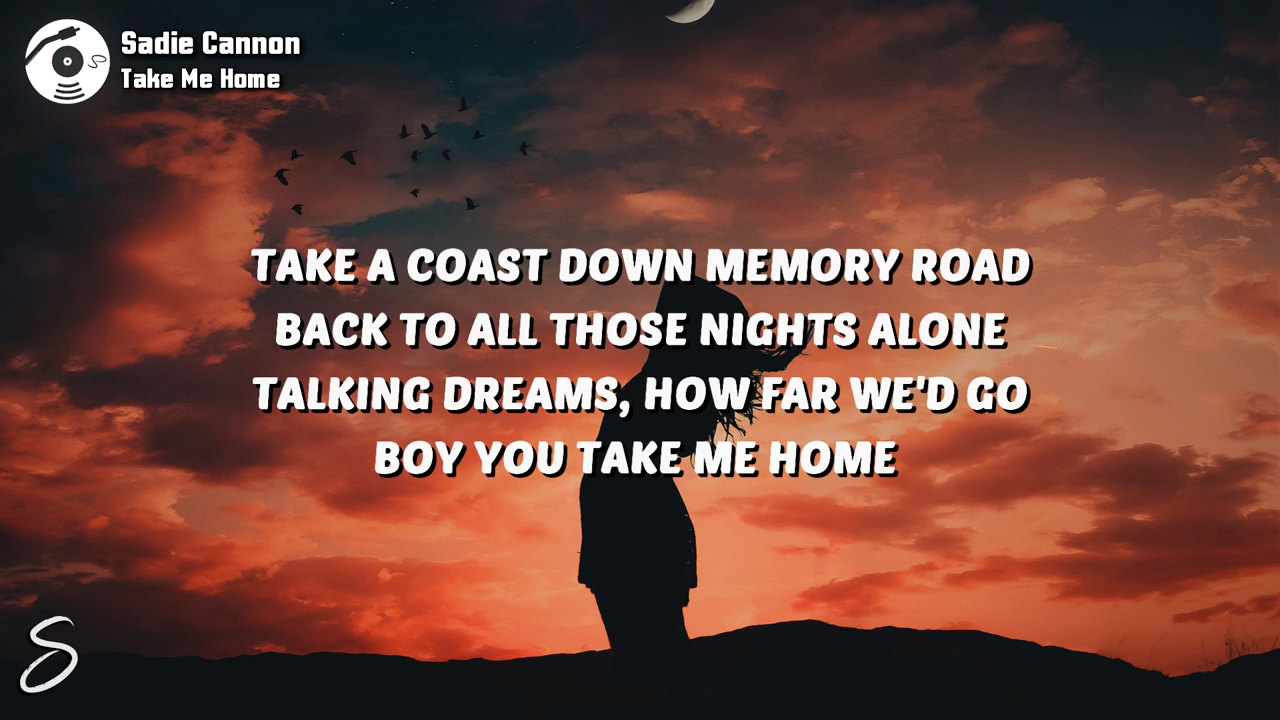 Sadie Cannon
Take Me Home
TAKE A COAST DOWN MEMORY ROAD
BACK TO ALL THOSE NIGHTS ALONE
TALKING DREAMS, HOW FAR WE'D GO
BOY YOU TAKE ME HOME
S